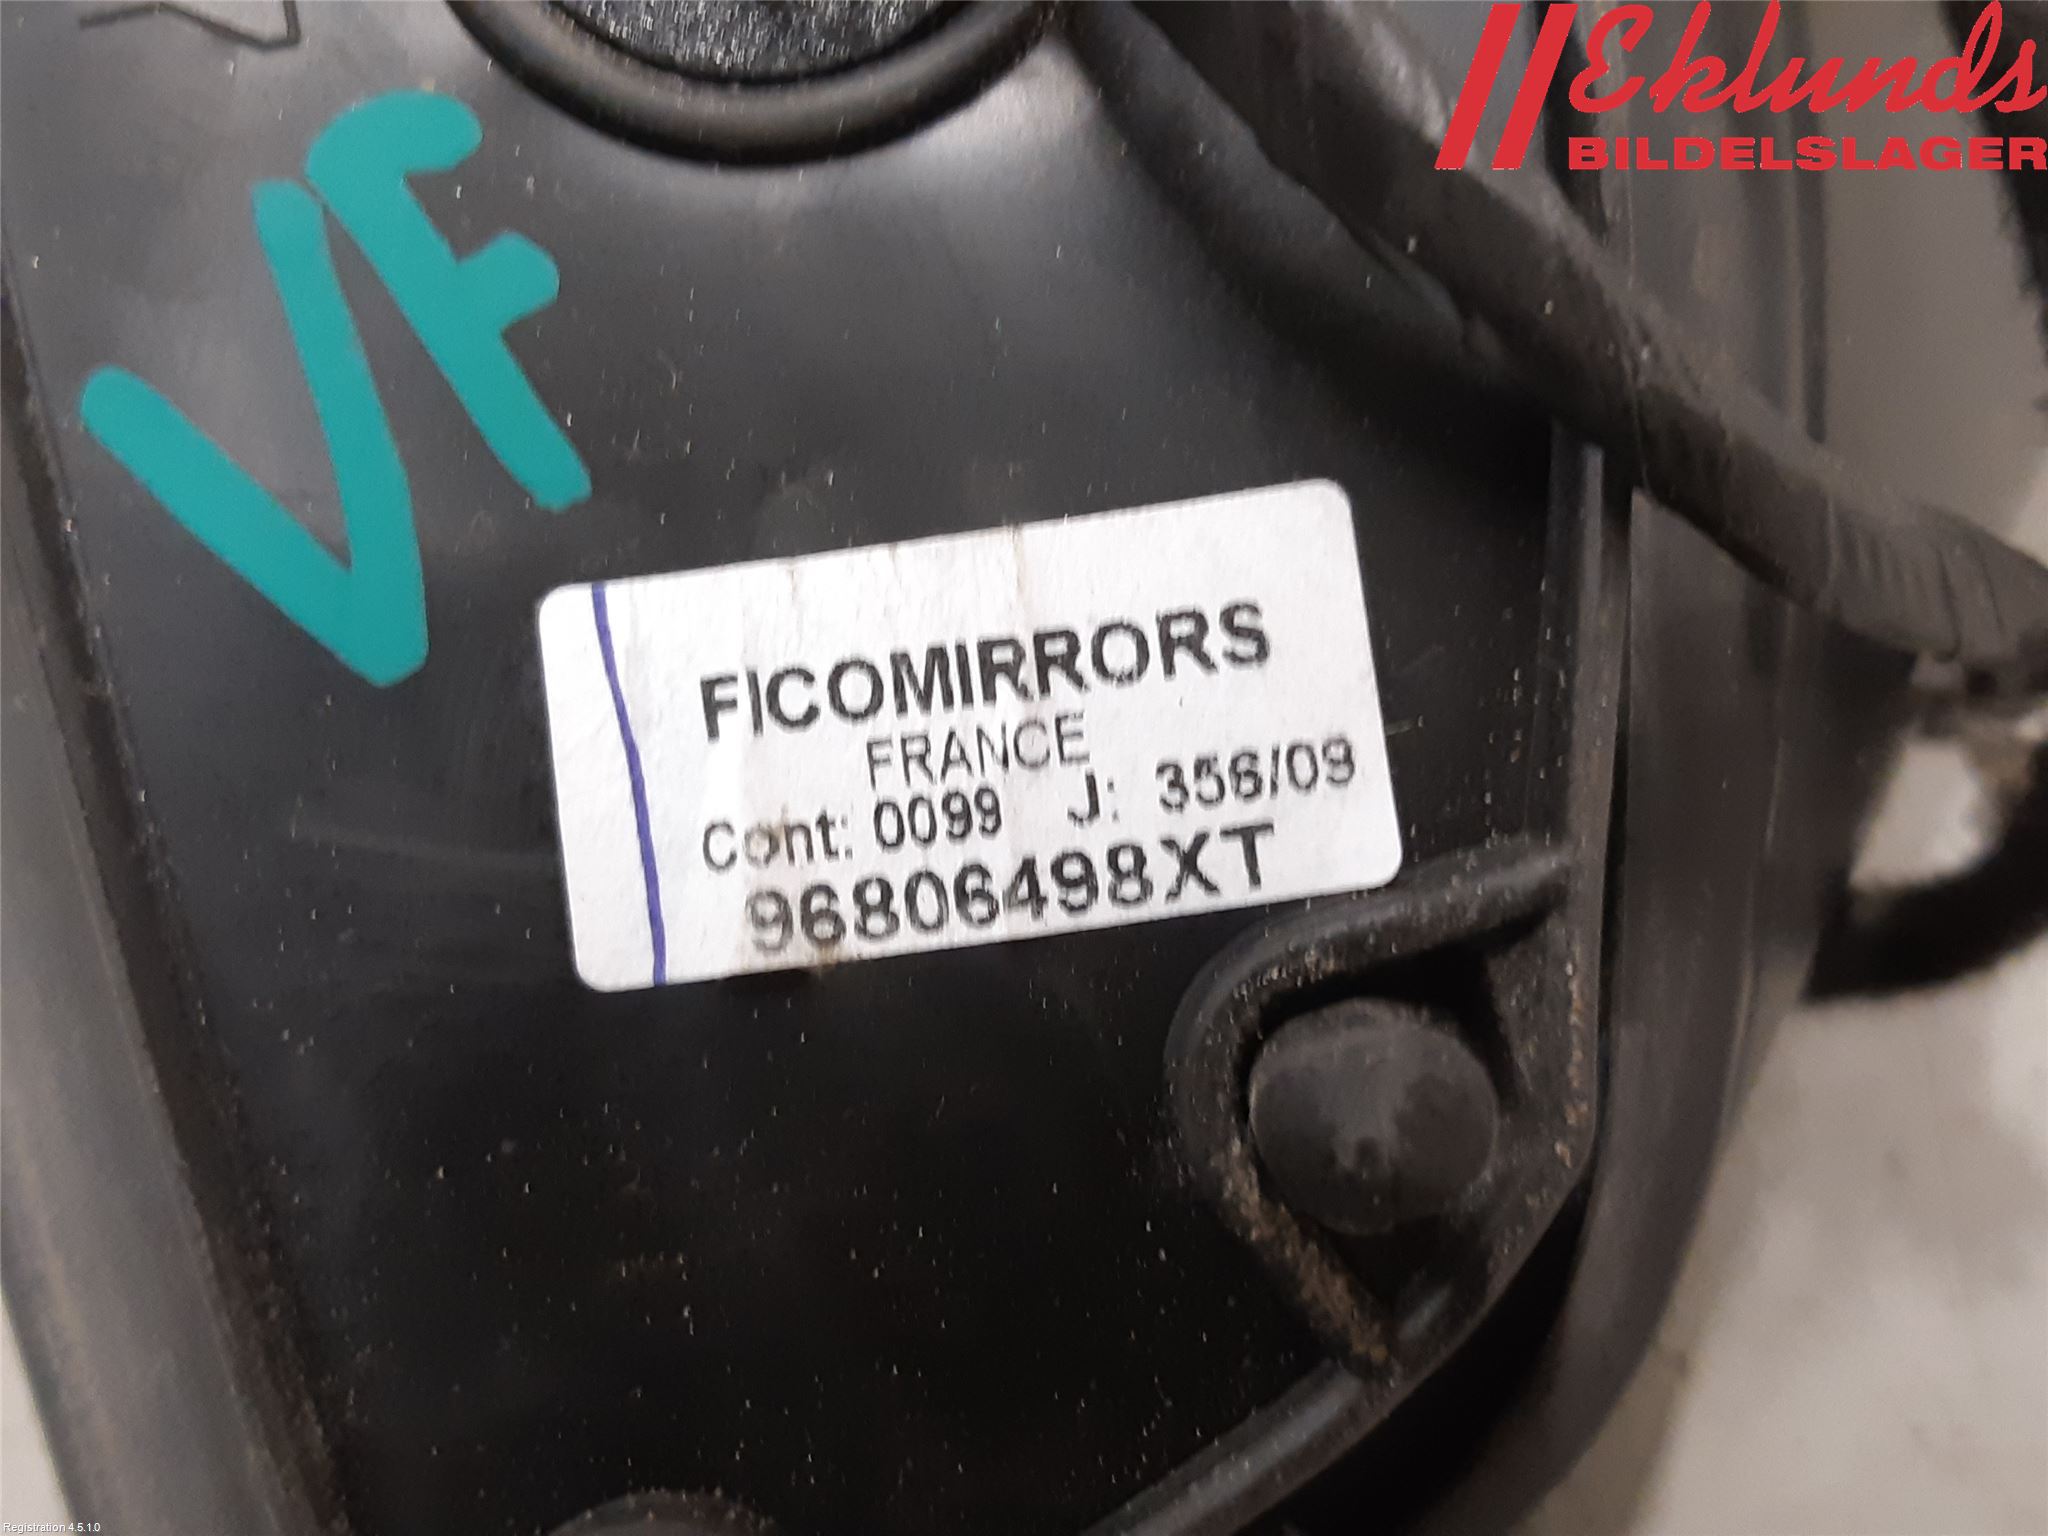 Eklunds
BILDELSLAGER
VF
FICOMIRRORS
FRANCE
Cont: 0099 J: 356/09
96806498XT
Registration 4.5.1.0